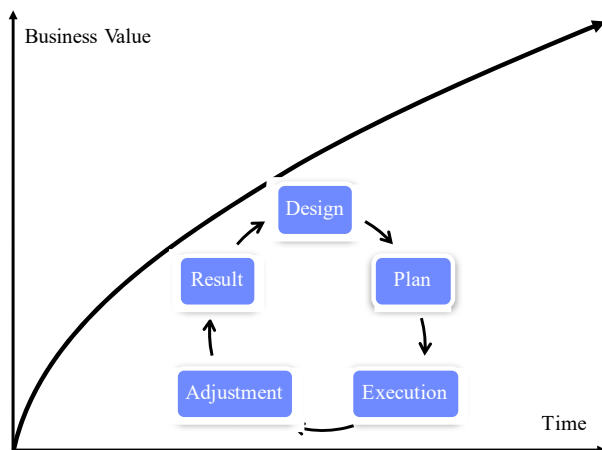 Business Value
Design
Result
Plan
Adjustment
Execution
Time